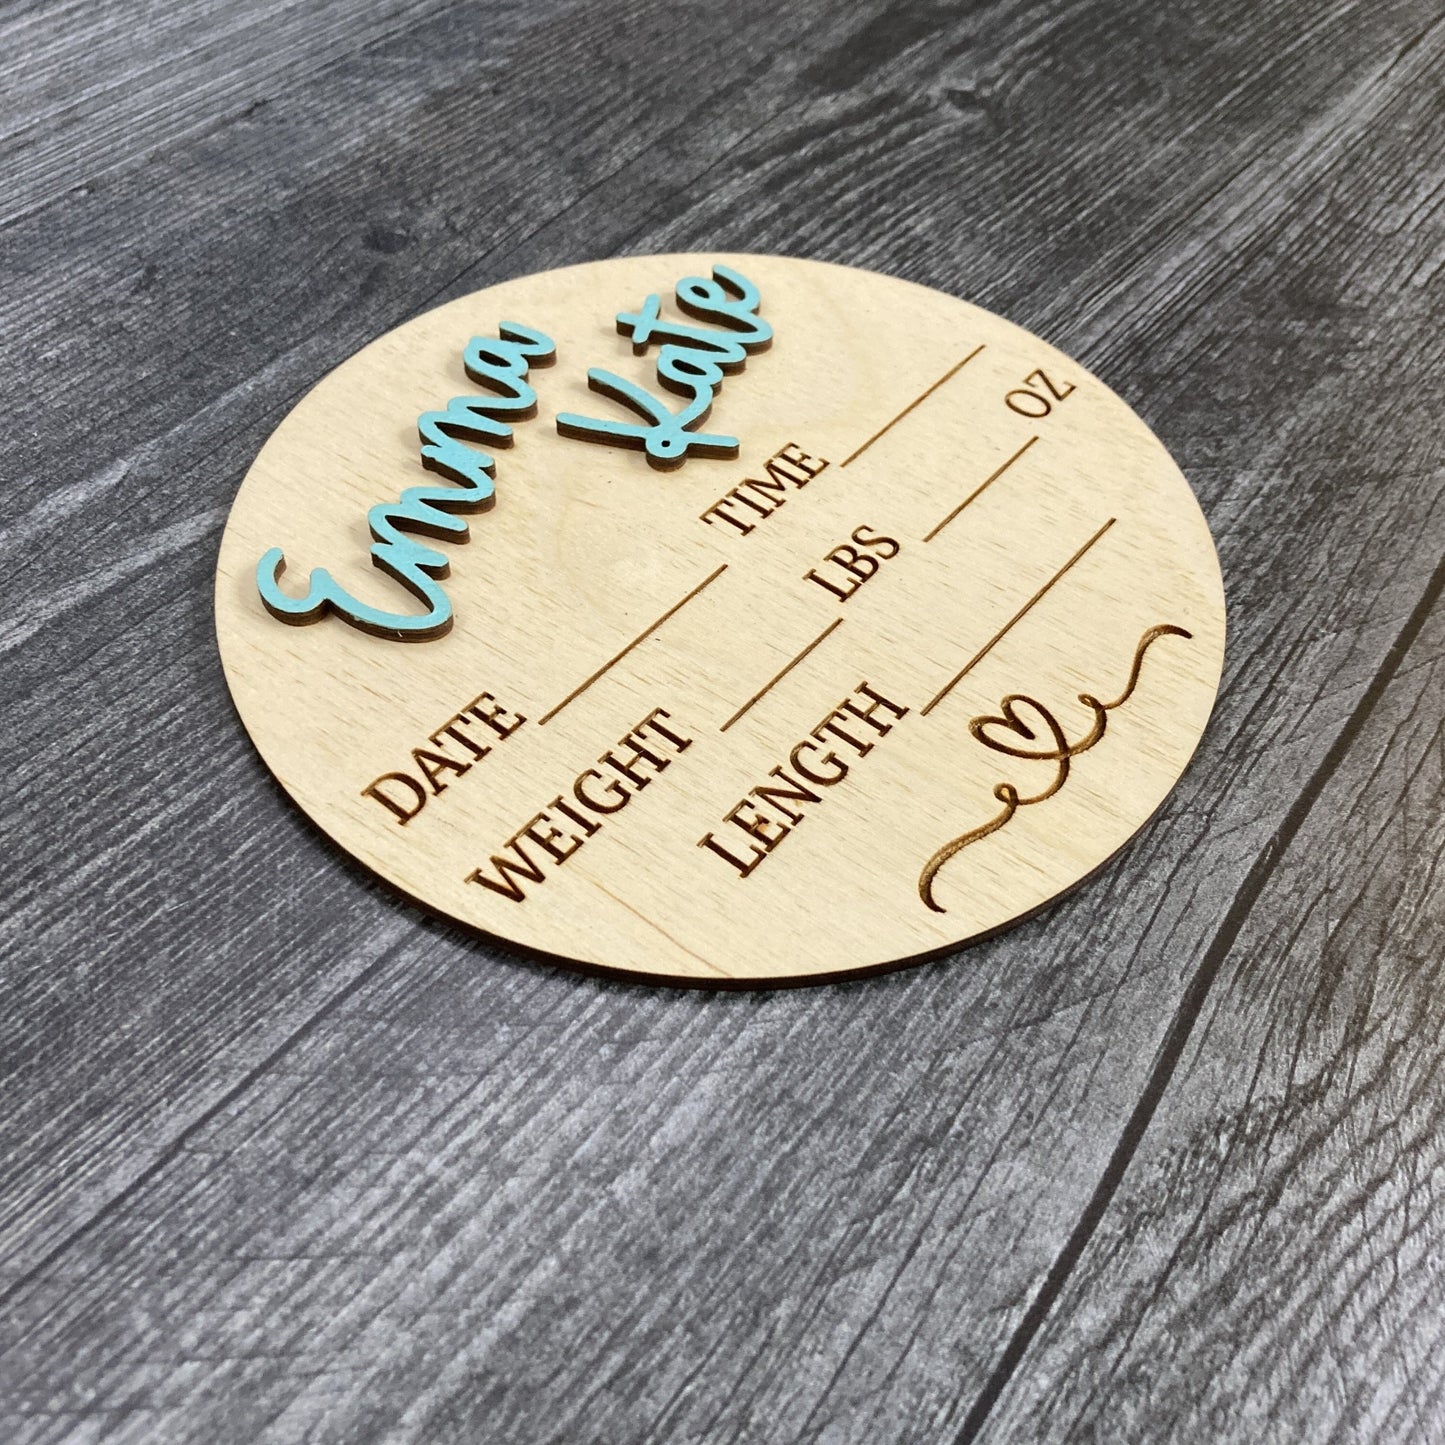 Emma
Kate
DATE TIME
WEIGHT LBS OZ
LENGTH